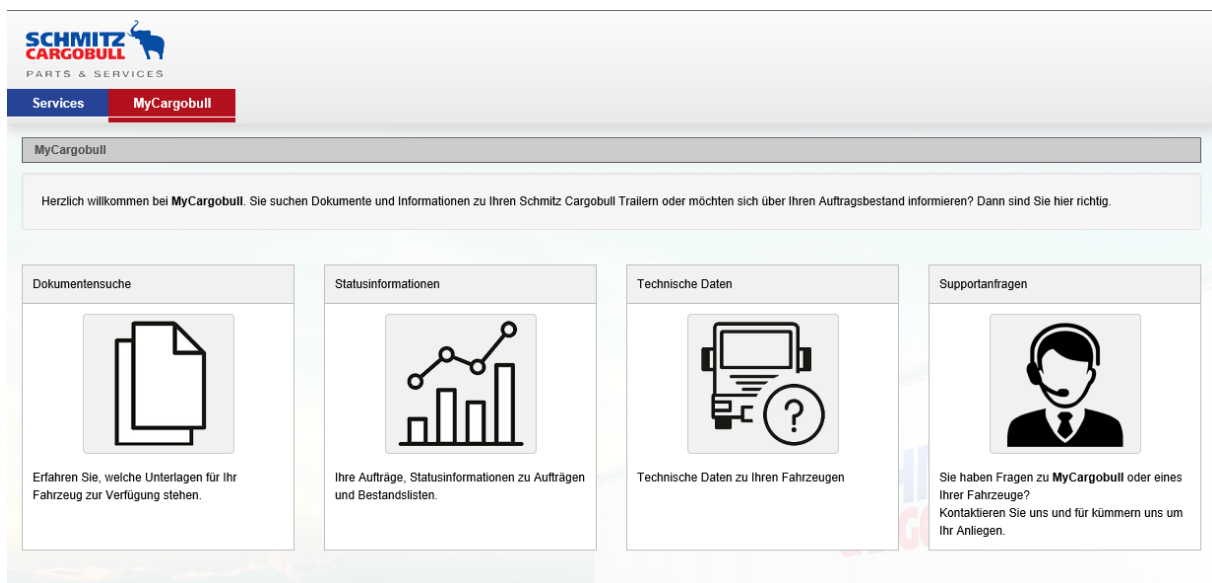 SCHMITZ
CARGOBULL
PARTS & SERVICES
Services
MyCargobull
MyCargobull
Herzlich willkommen bei MyCargobull. Sie suchen Dokumente und Informationen zu Ihren Schmitz Cargobull Trailern oder möchten sich über Ihren Auftragsbestand informieren? Dann sind Sie hier richtig.
Dokumentensuche
Erfahren Sie, welche Unterlagen für Ihr
Fahrzeug zur Verfügung stehen.
Statusinformationen
Ihre Aufträge, Statusinformationen zu Aufträgen
und Bestandslisten.
Technische Daten
?
Technische Daten zu Ihren Fahrzeugen
Supportanfragen
Sie haben Fragen zu MyCargobull oder eines
Ihrer Fahrzeuge?
Kontaktieren Sie uns und für kümmern uns um
Ihr Anliegen.